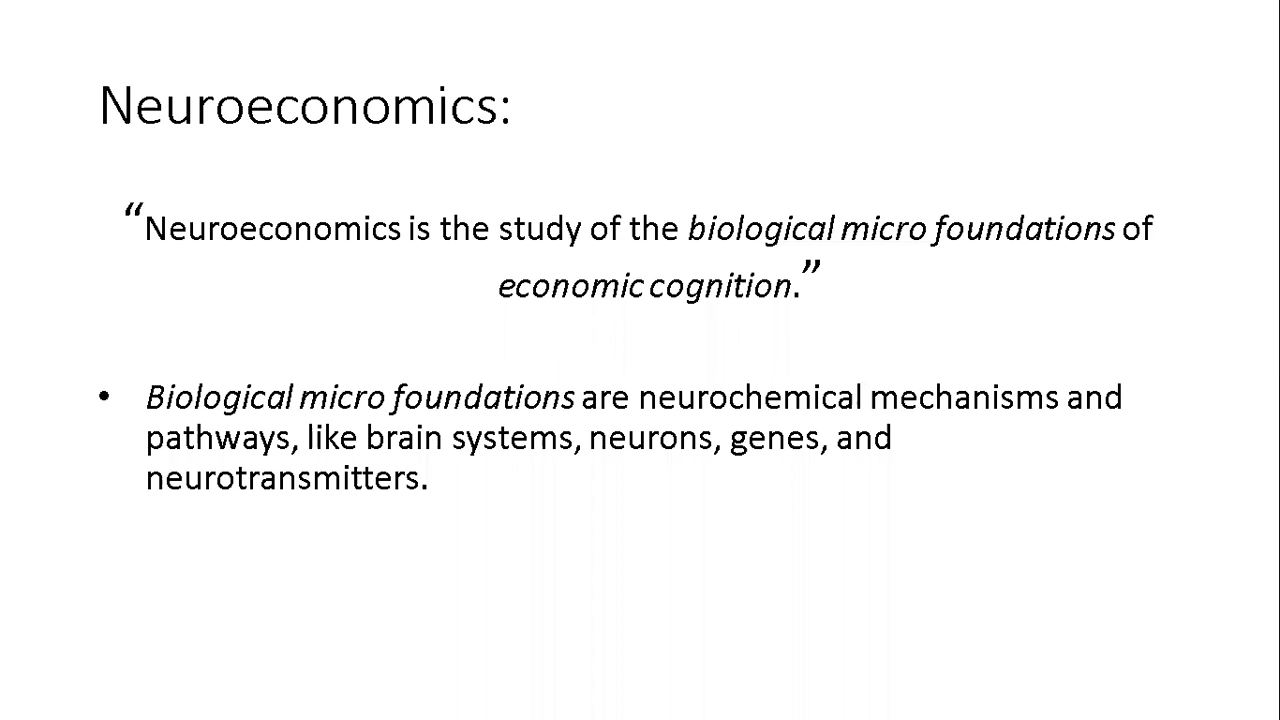 Neuroeconomics:
“Neuroeconomics is the study of the biological micro foundations of
economic cognition.”
• Biological micro foundations are neurochemical mechanisms and
pathways, like brain systems, neurons, genes, and
neurotransmitters.